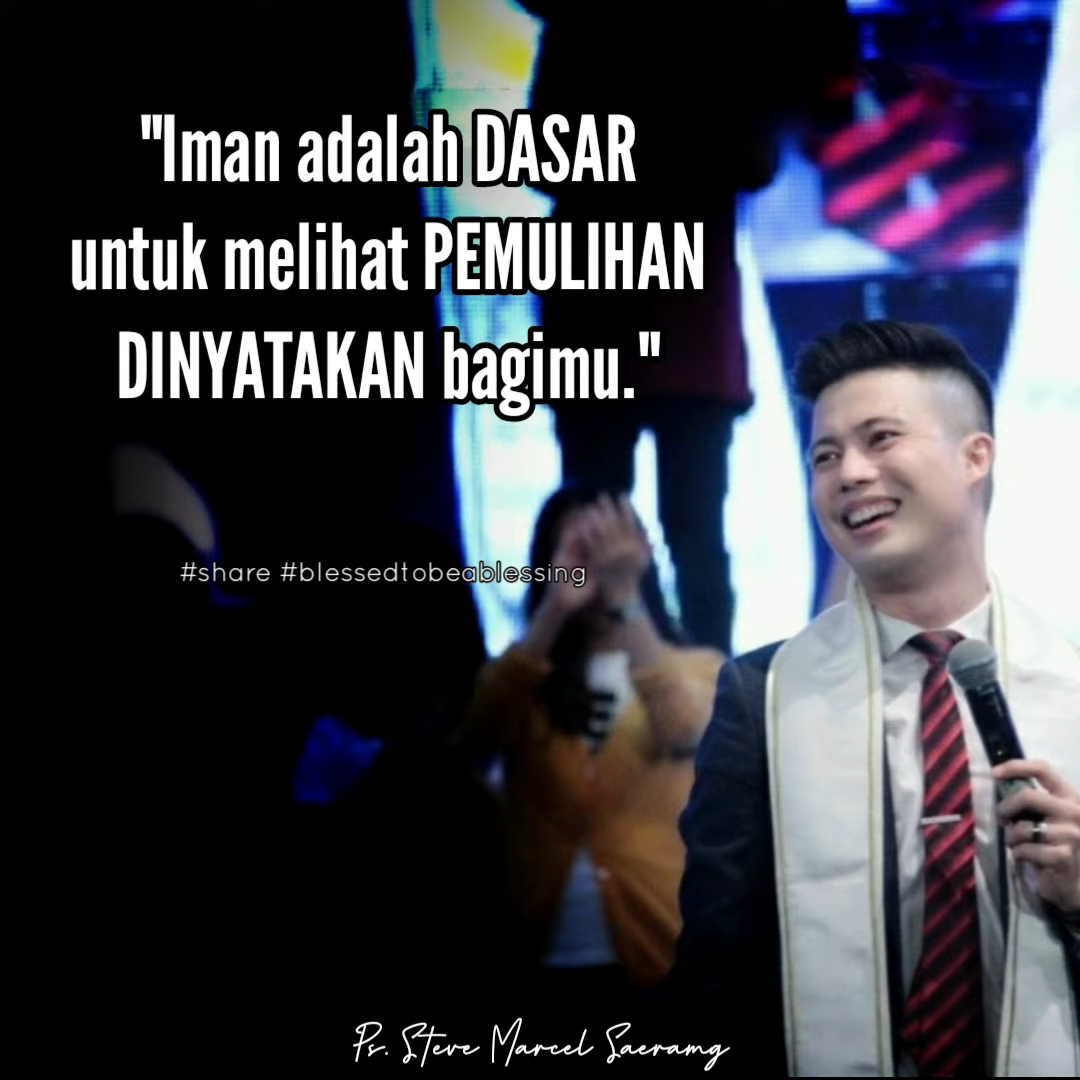 "Iman adalah DASAR
untuk melihat PEMULIHAN
DINYATAKAN bagimu."
#share #blessedtobeablessing
Ps. Steve Marcel Saeramg